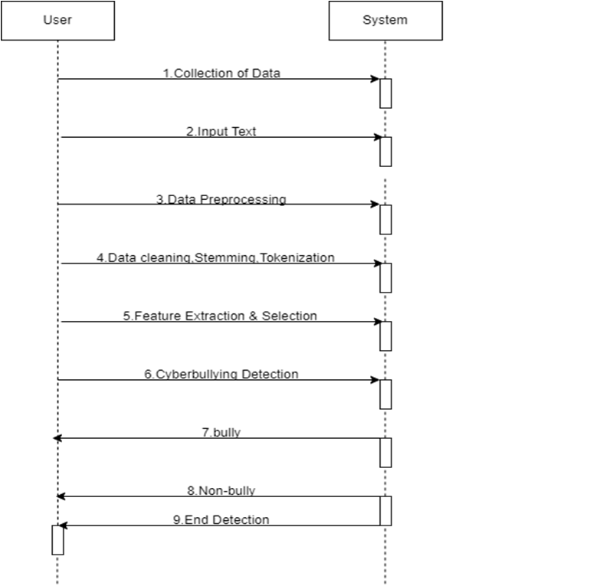 User
System
1.Collection of Data
2.Input Text
3.Data Preprocessing
4.Data cleaning,Stemming,Tokenization
5.Feature Extraction & Selection
6.Cyberbullying Detection
7.bully
8.Non-bully
9.End Detection